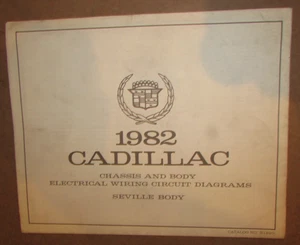 1982
CADILLAC
CHASSIS AND BODY
ELECTRICAL WIRING CIRCUIT DIAGRAMS
SEVILLE BODY